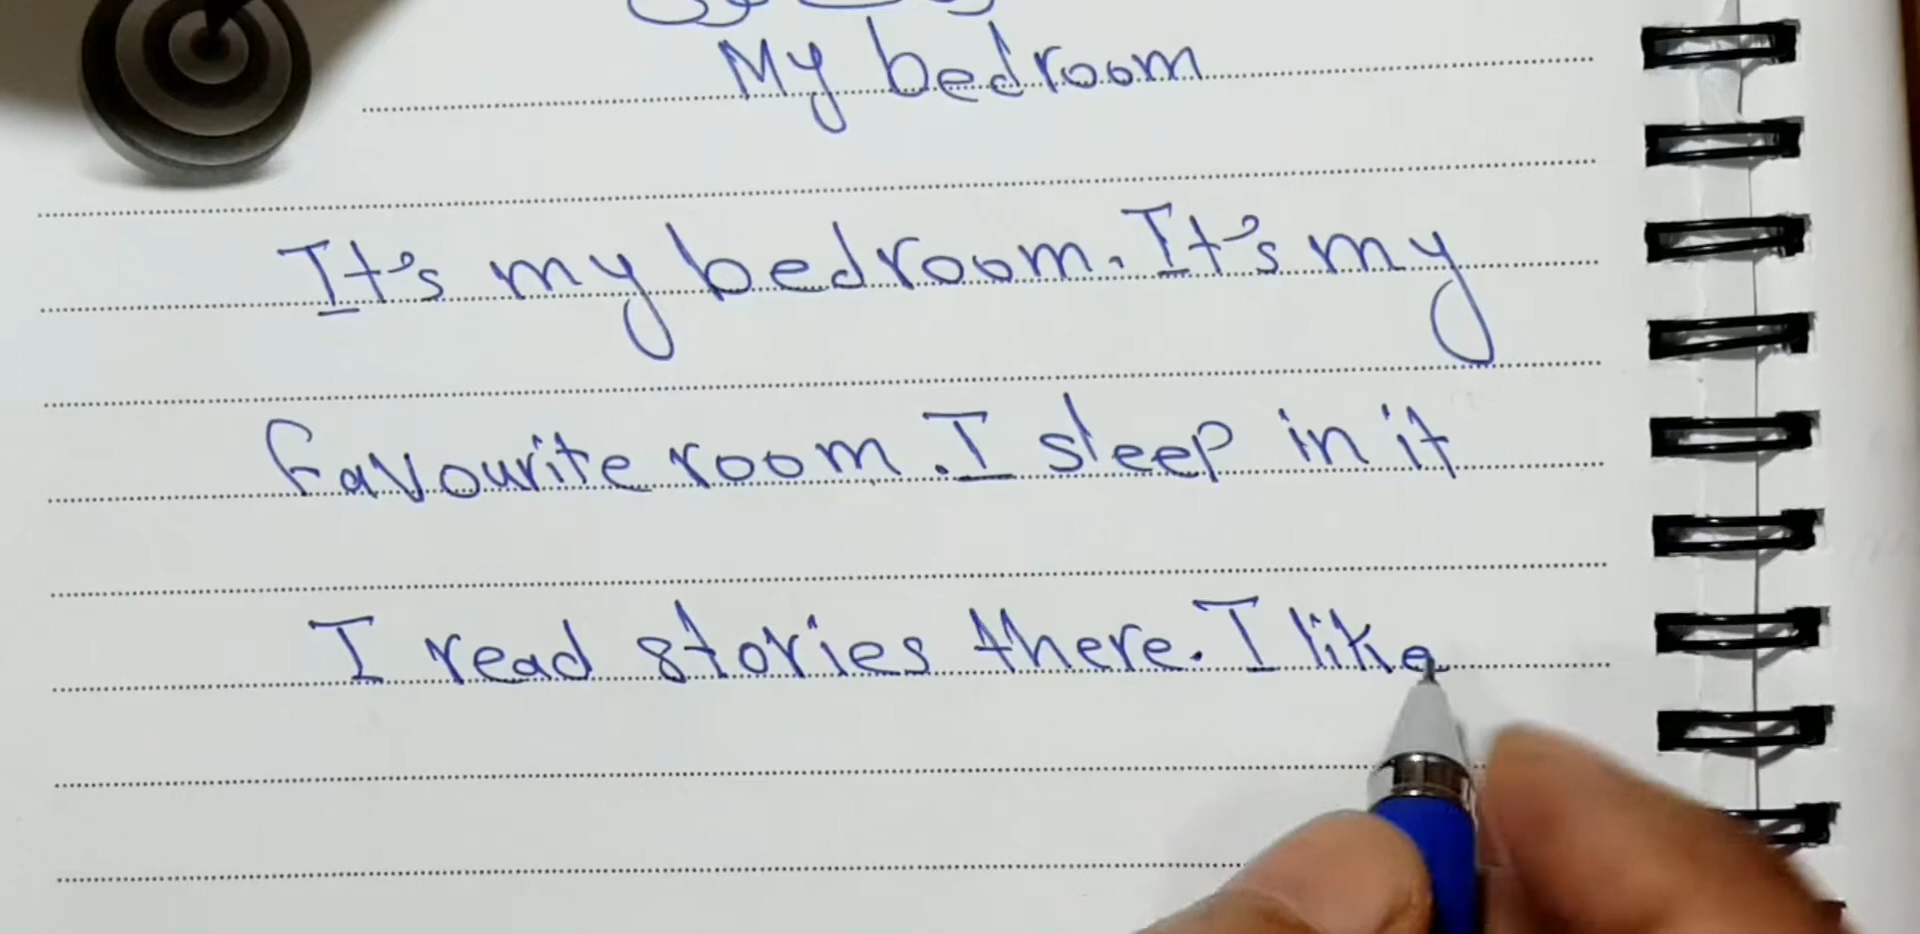 My bedroom
It's my bedroom. It's my
favourite room. I sleep in it
I read stories there. I like